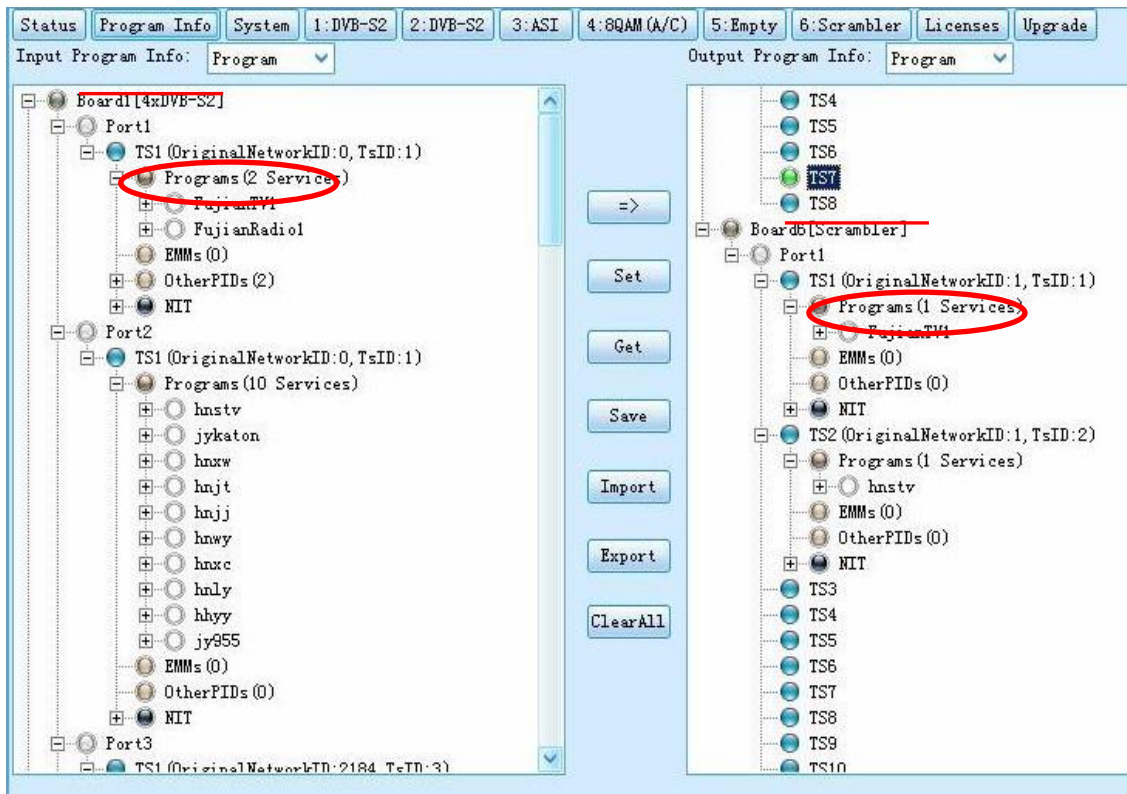 Status Program Info System 1:DVB-S2 2:DVB-S2 3:ASI 4:8QAM(A/C) 5:Empty 6:Scrambler Licenses Upgrade
Input Program Info: Program
Board1[4xDVB-S2]
Port1
TS1(OriginalNetworkID:0,TsID:1)
Programs(2 Services)
FujianTV1
FujianRadio1
EMMs(0)
OtherPIDs(2)
NIT
Port2
TS1(OriginalNetworkID:0,TsID:1)
Programs(10 Services)
hnstv
jykaton
hnxw
hnjt
hnjj
hnwy
hnxc
hnly
hhyy
jy955
EMMs(0)
OtherPIDs(0)
NIT
Port3
TS1(OriginalNetworkID:2184,TsID:3)
=>
Set
Get
Save
Import
Export
ClearAll
Output Program Info: Program
TS4
TS5
TS6
TS7
TS8
Board6[Scrambler]
Port1
TS1(OriginalNetworkID:1,TsID:1)
Programs(1 Services)
FujianTV1
EMMs(0)
OtherPIDs(0)
NIT
TS2(OriginalNetworkID:1,TsID:2)
Programs(1 Services)
hnstv
EMMs(0)
OtherPIDs(0)
NIT
TS3
TS4
TS5
TS6
TS7
TS8
TS9
TS10